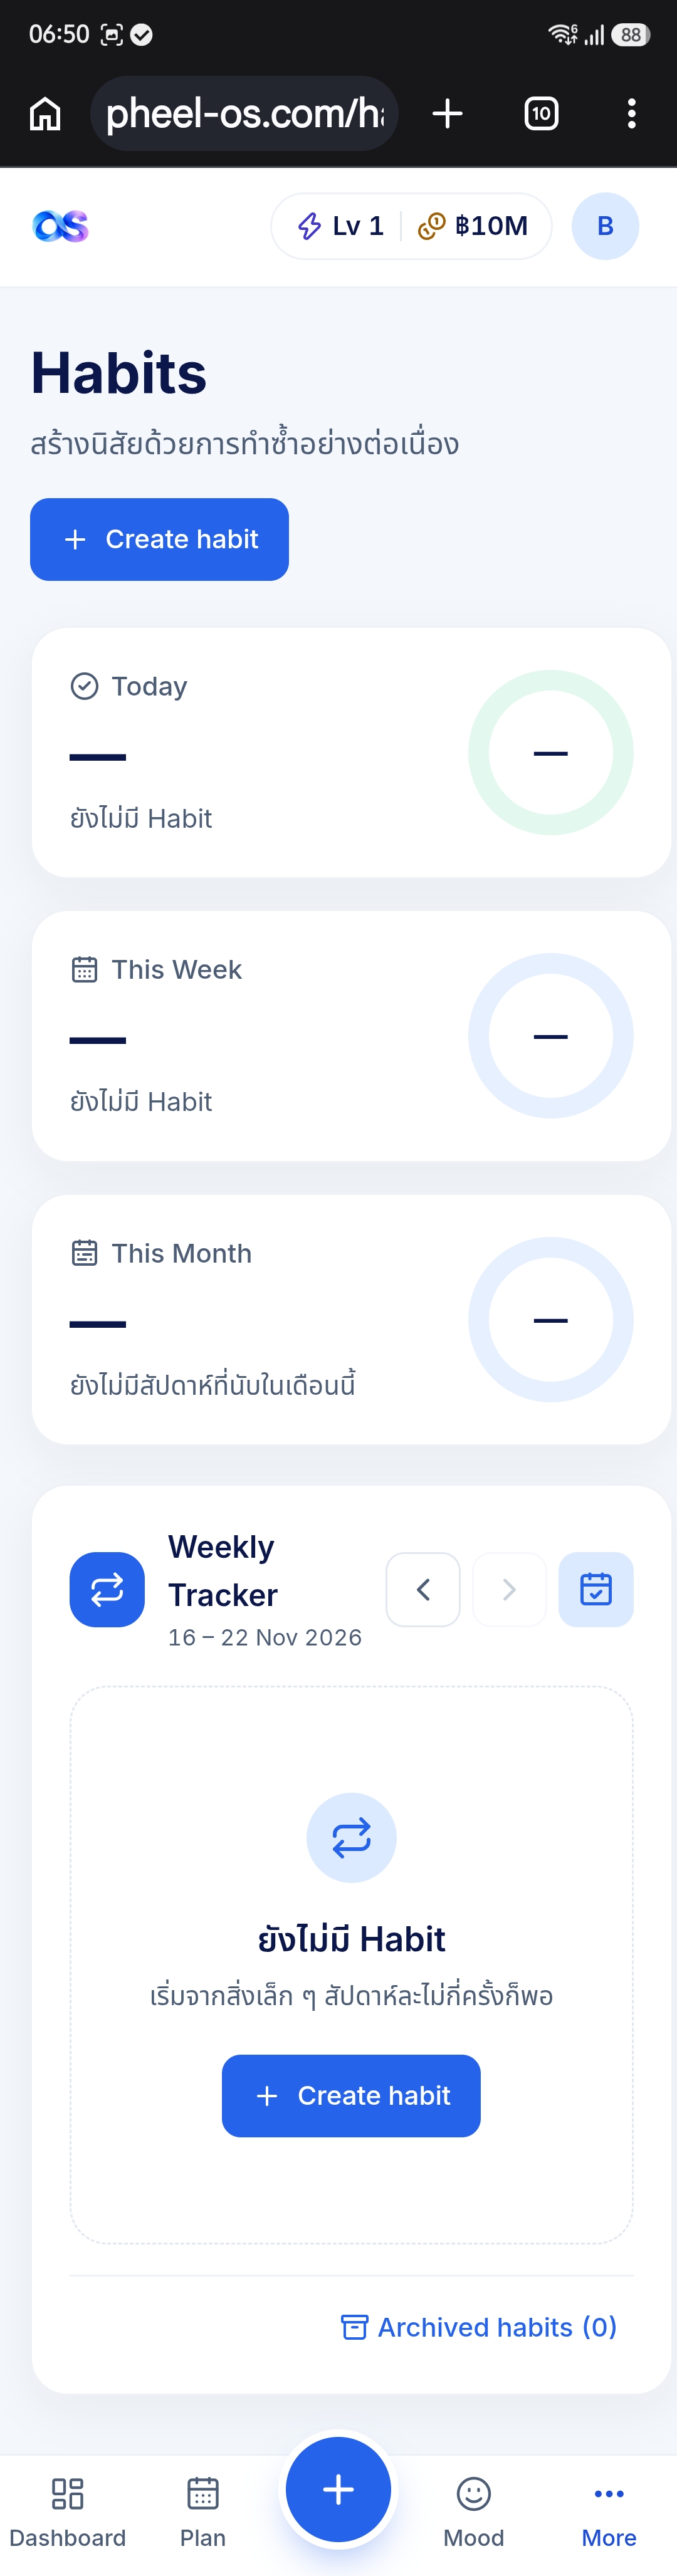 06:50
6
88
pheel-os.com/ha
10
os
Lv 1
฿10M
B
Habits
สร้างนิสัยด้วยการทำซ้ำอย่างต่อเนื่อง
+ Create habit
Today
—
—
ยังไม่มี Habit
This Week
—
—
ยังไม่มี Habit
This Month
—
—
ยังไม่มีสัปดาห์ที่นับในเดือนนี้
Weekly
Tracker
16 – 22 Nov 2026
ยังไม่มี Habit
เริ่มจากสิ่งเล็ก ๆ สัปดาห์ละไม่กี่ครั้งก็พอ
+ Create habit
Archived habits (0)
Dashboard
Plan
Mood
More